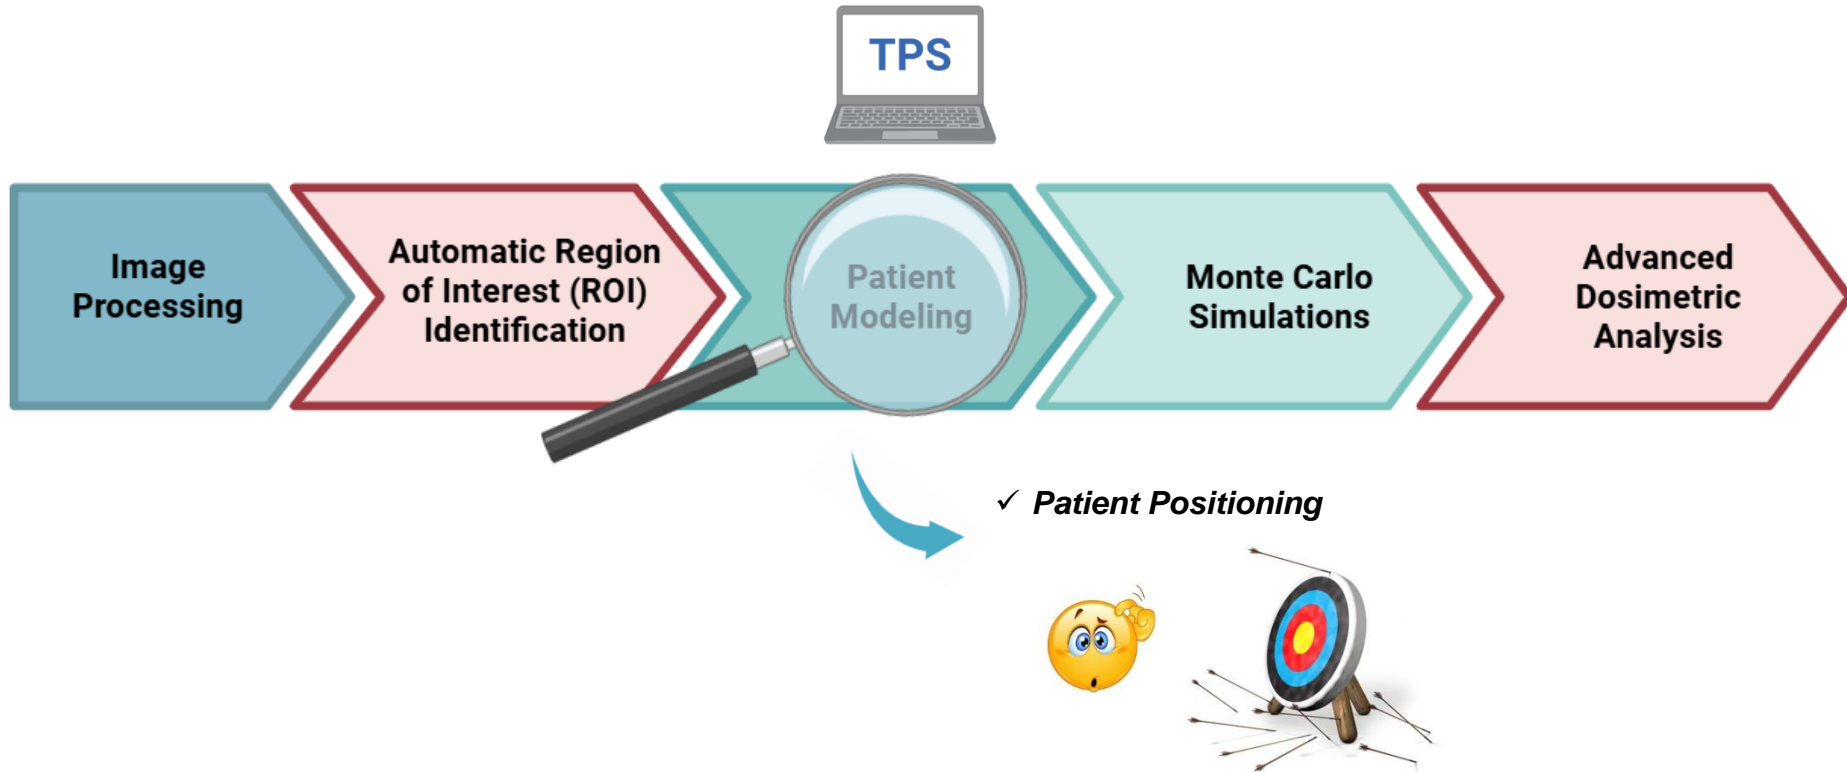 TPS
Image
Processing
Automatic Region
of Interest (ROI)
Identification
Patient
Modeling
Monte Carlo
Simulations
Advanced
Dosimetric
Analysis
✓ Patient Positioning